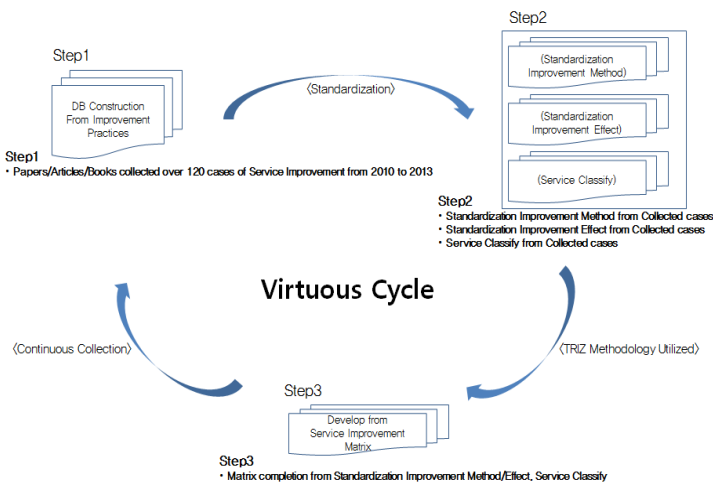 Step1
DB Construction
From Improvement
Practices
Step1
• Papers/Articles/Books collected over 120 cases of Service Improvement from 2010 to 2013
〈Standardization〉
Step2
(Standardization
Improvement Method)
(Standardization
Improvement Effect)
(Service Classify)
Step2
• Standardization Improvement Method from Collected cases
• Standardization Improvement Effect from Collected cases
• Service Classify from Collected cases
Virtuous Cycle
〈Continuous Collection〉
〈TRIZ Methodology Utilized〉
Step3
Develop from
Service Improvement
Matrix
Step3
• Matrix completion from Standardization Improvement Method/Effect, Service Classify